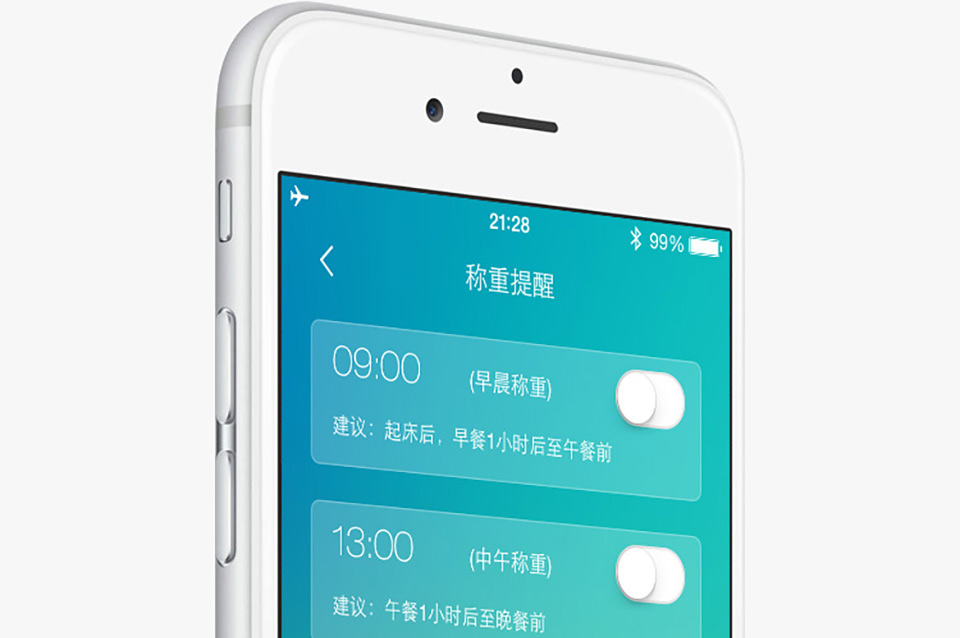 21:28
99%
称重提醒
09:00 (早晨称重)
建议：起床后，早餐1小时后至午餐前
13:00 (中午称重)
建议：午餐1小时后至晚餐前